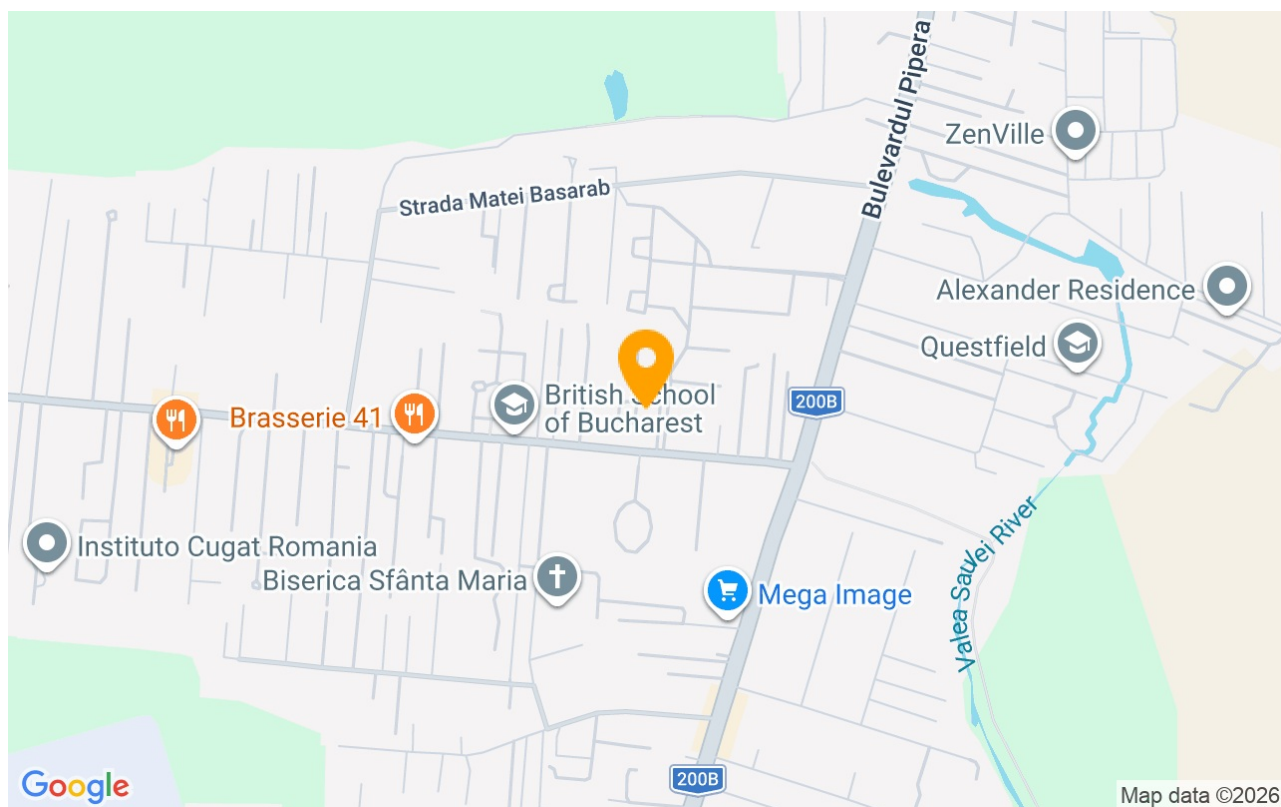 Bulevardul Pipera
ZenVille
Strada Matei Basarab
Alexander Residence
Questfield
British School
of Bucharest
200B
Brasserie 41
Instituto Cugat Romania
Biserica Sfânta Maria
Mega Image
Valea Saulei River
200B
Google
Map data ©2026